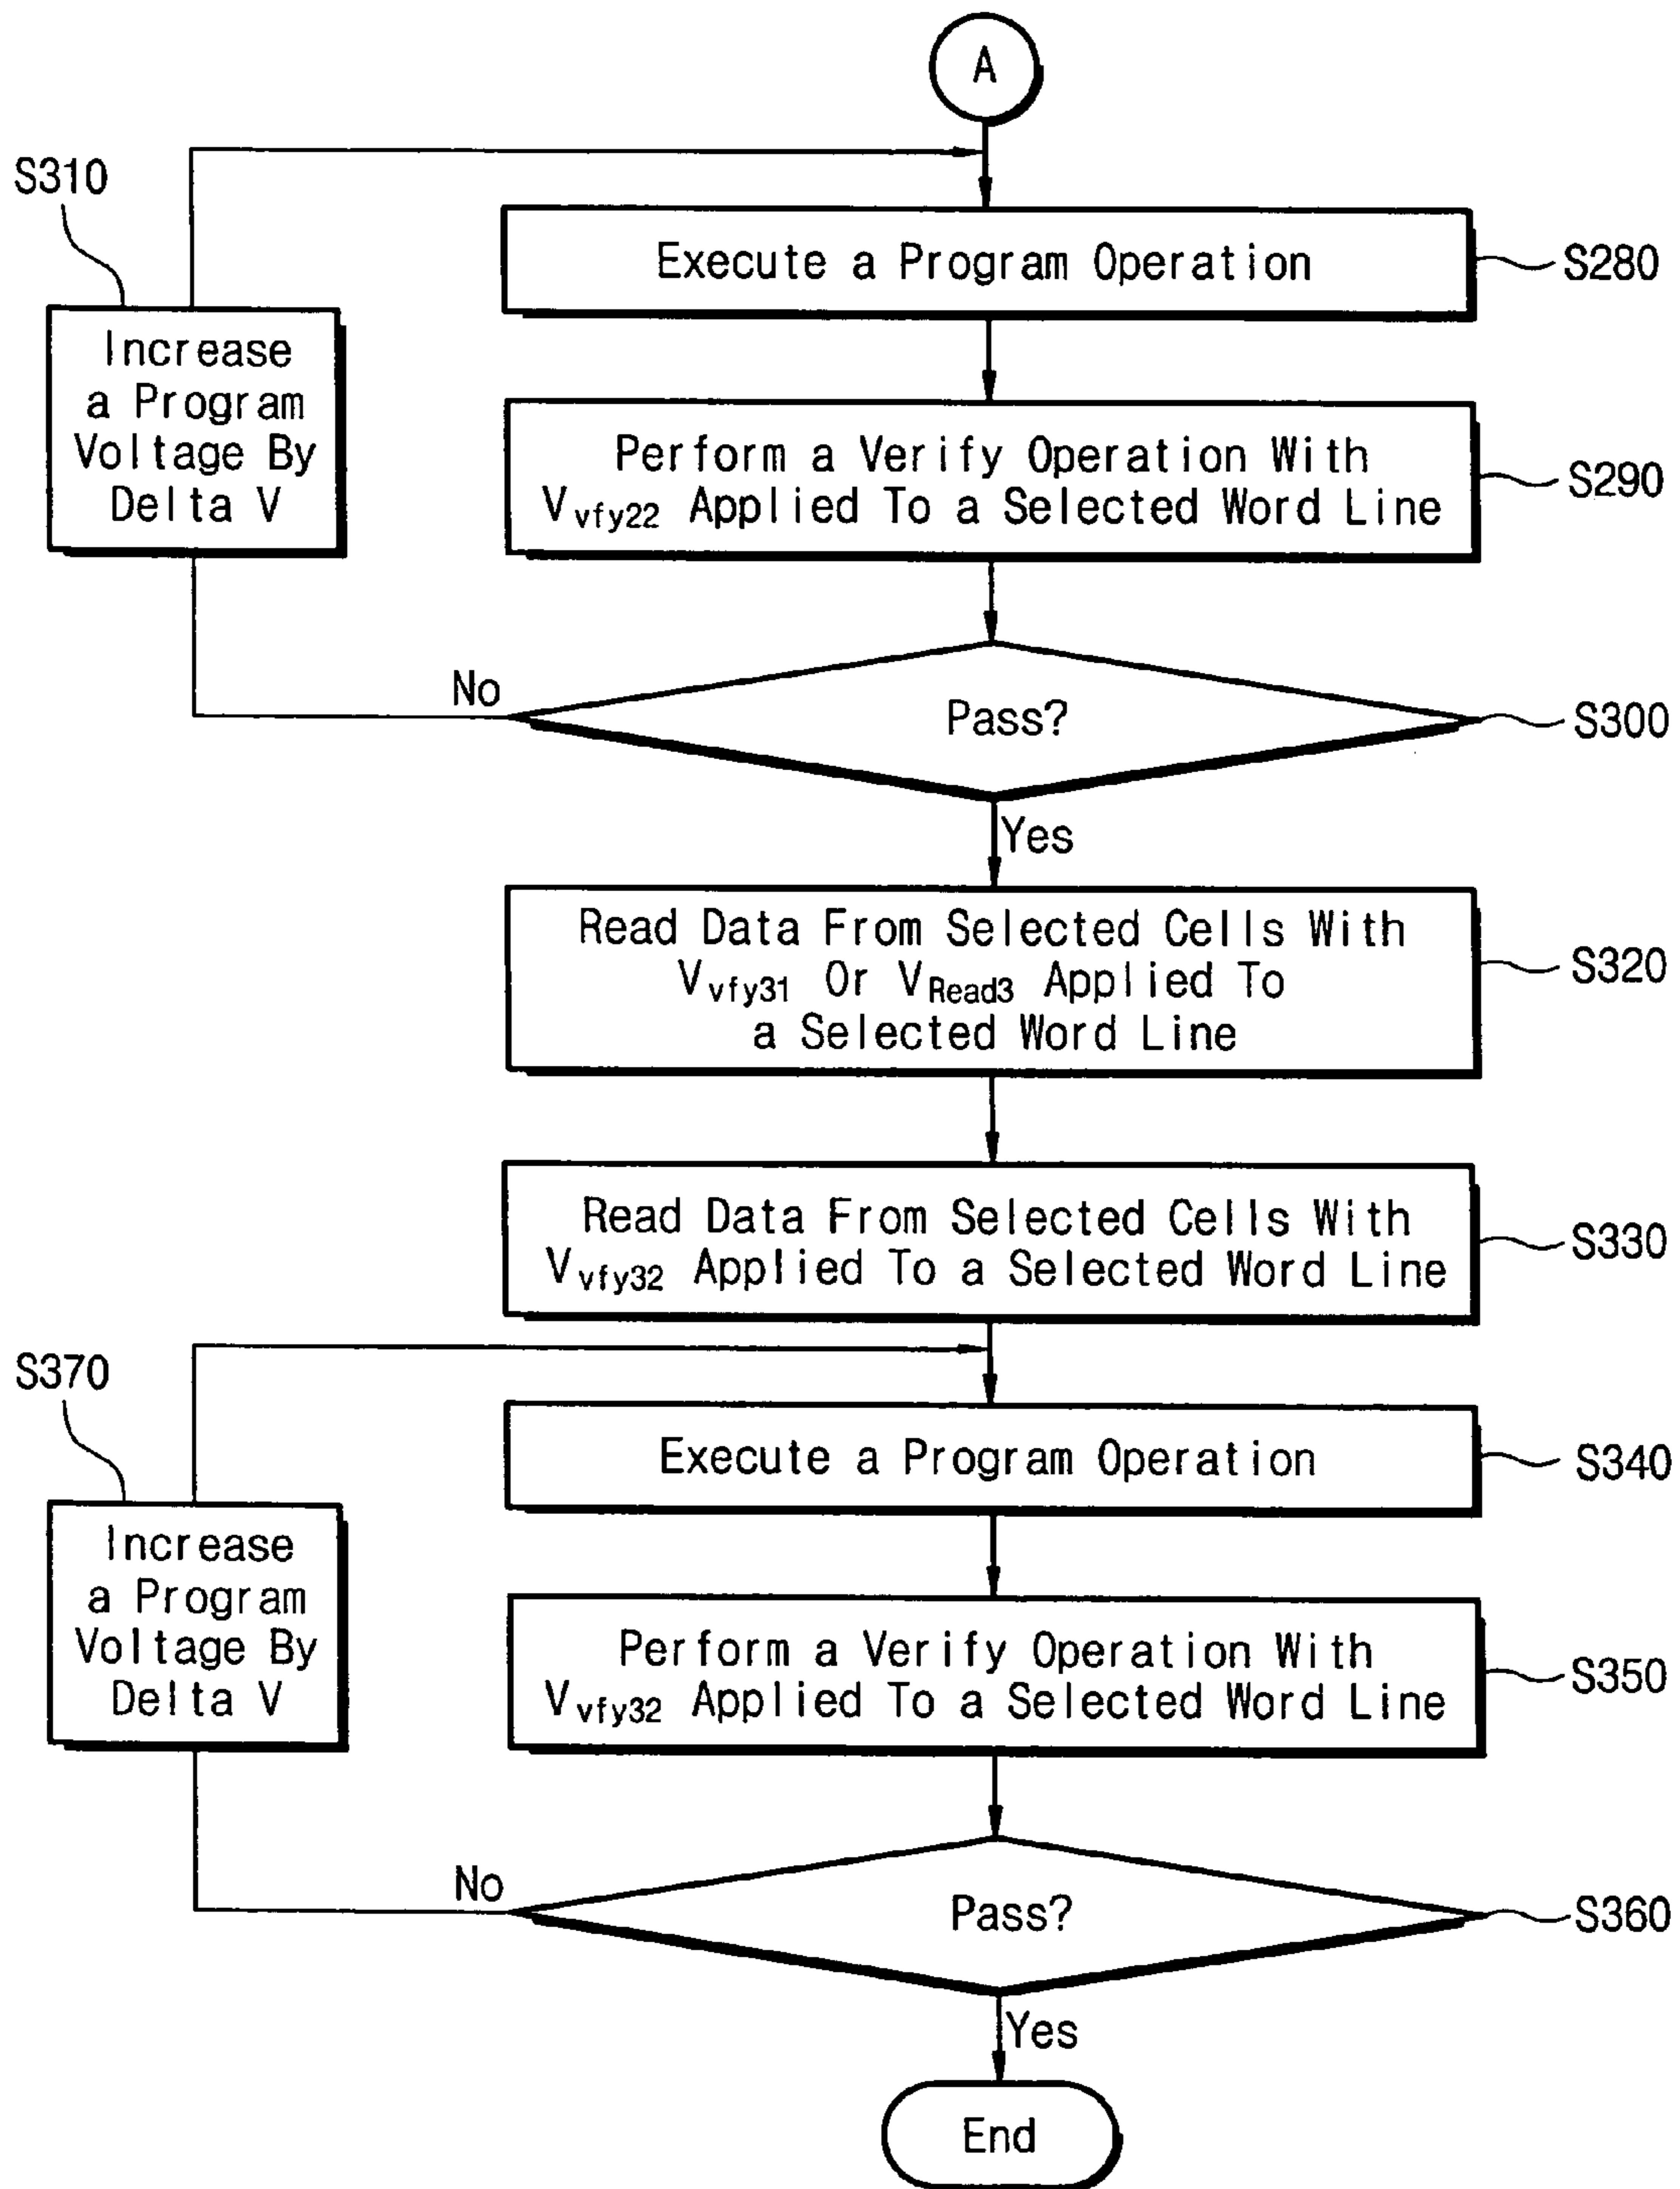 A
S310
Execute a Program Operation
S280
Increase
a Program
Voltage By
Delta V
Perform a Verify Operation With
Vvfy22 Applied To a Selected Word Line
S290
No
Pass?
S300
Yes
Read Data From Selected Cells With
Vvfy31 Or VRead3 Applied To
a Selected Word Line
S320
Read Data From Selected Cells With
Vvfy32 Applied To a Selected Word Line
S330
S370
Execute a Program Operation
S340
Increase
a Program
Voltage By
Delta V
Perform a Verify Operation With
Vvfy32 Applied To a Selected Word Line
S350
No
Pass?
S360
Yes
End